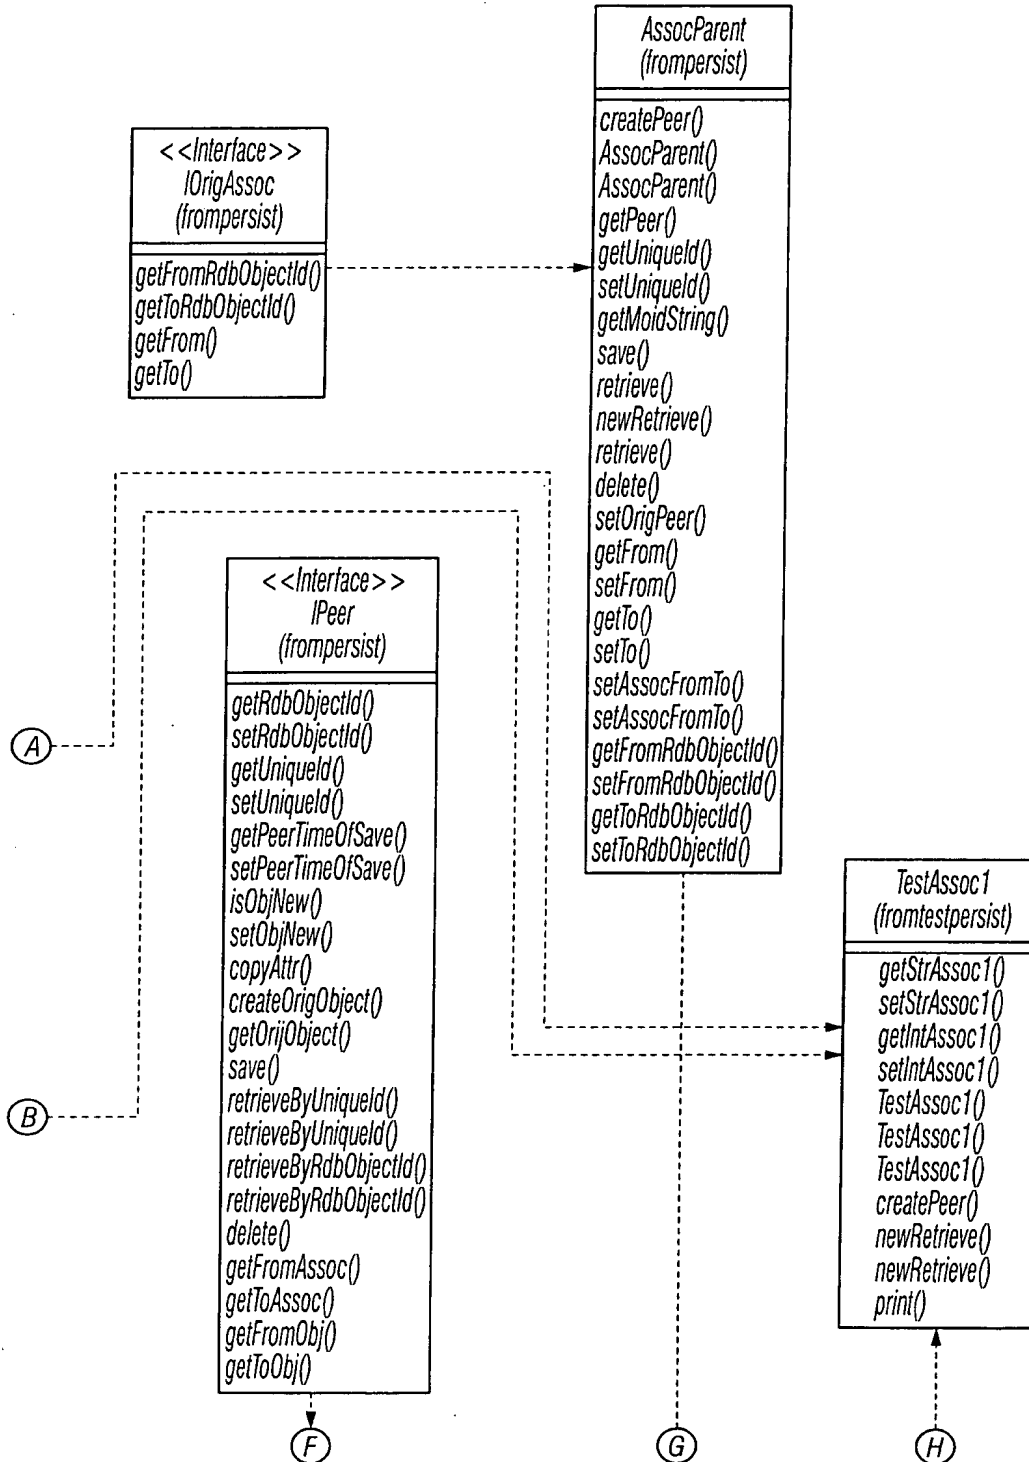 AssocParent
(frompersist)
createPeer()
AssocParent()
AssocParent()
getPeer()
getUniqueId()
setUniqueId()
getMoidString()
save()
retrieve()
newRetrieve()
retrieve()
delete()
setOrigPeer()
getFrom()
setFrom()
getTo()
setTo()
setAssocFromTo()
setAssocFromTo()
getFromRdbObjectId()
setFromRdbObjectId()
getToRdbObjectId()
setToRdbObjectId()
<<Interface>>
IOrigAssoc
(frompersist)
getFromRdbObjectId()
getToRdbObjectId()
getFrom()
getTo()
<<Interface>>
IPeer
(frompersist)
getRdbObjectId()
setRdbObjectId()
getUniqueId()
setUniqueId()
getPeerTimeOfSave()
setPeerTimeOfSave()
isObjNew()
setObjNew()
copyAttr()
createOrigObject()
getOrijObject()
save()
retrieveByUniqueId()
retrieveByUniqueId()
retrieveByRdbObjectId()
retrieveByRdbObjectId()
delete()
getFromAssoc()
getToAssoc()
getFromObj()
getToObj()
A
B
TestAssoc1
(fromtestpersist)
getStrAssoc1()
setStrAssoc1()
getIntAssoc1()
setIntAssoc1()
TestAssoc1()
TestAssoc1()
TestAssoc1()
createPeer()
newRetrieve()
newRetrieve()
print()
F
G
H